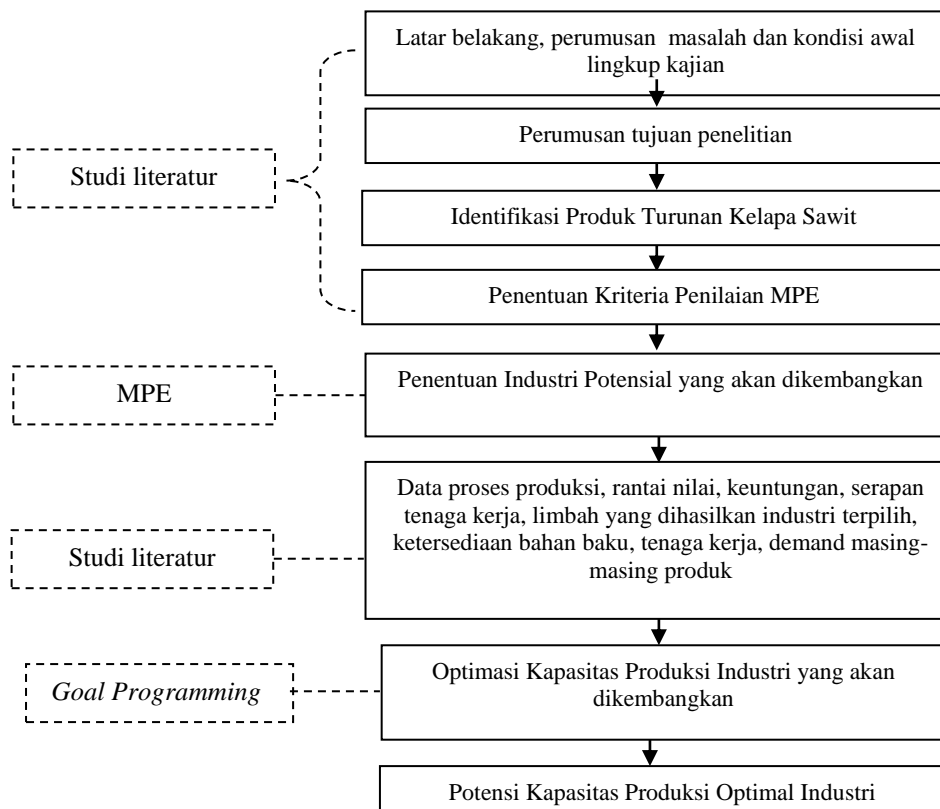 Latar belakang, perumusan masalah dan kondisi awal
lingkup kajian
Perumusan tujuan penelitian
Studi literatur
Identifikasi Produk Turunan Kelapa Sawit
Penentuan Kriteria Penilaian MPE
MPE
Penentuan Industri Potensial yang akan dikembangkan
Studi literatur
Data proses produksi, rantai nilai, keuntungan, serapan
tenaga kerja, limbah yang dihasilkan industri terpilih,
ketersediaan bahan baku, tenaga kerja, demand masing-
masing produk
Goal Programming
Optimasi Kapasitas Produksi Industri yang akan
dikembangkan
Potensi Kapasitas Produksi Optimal Industri